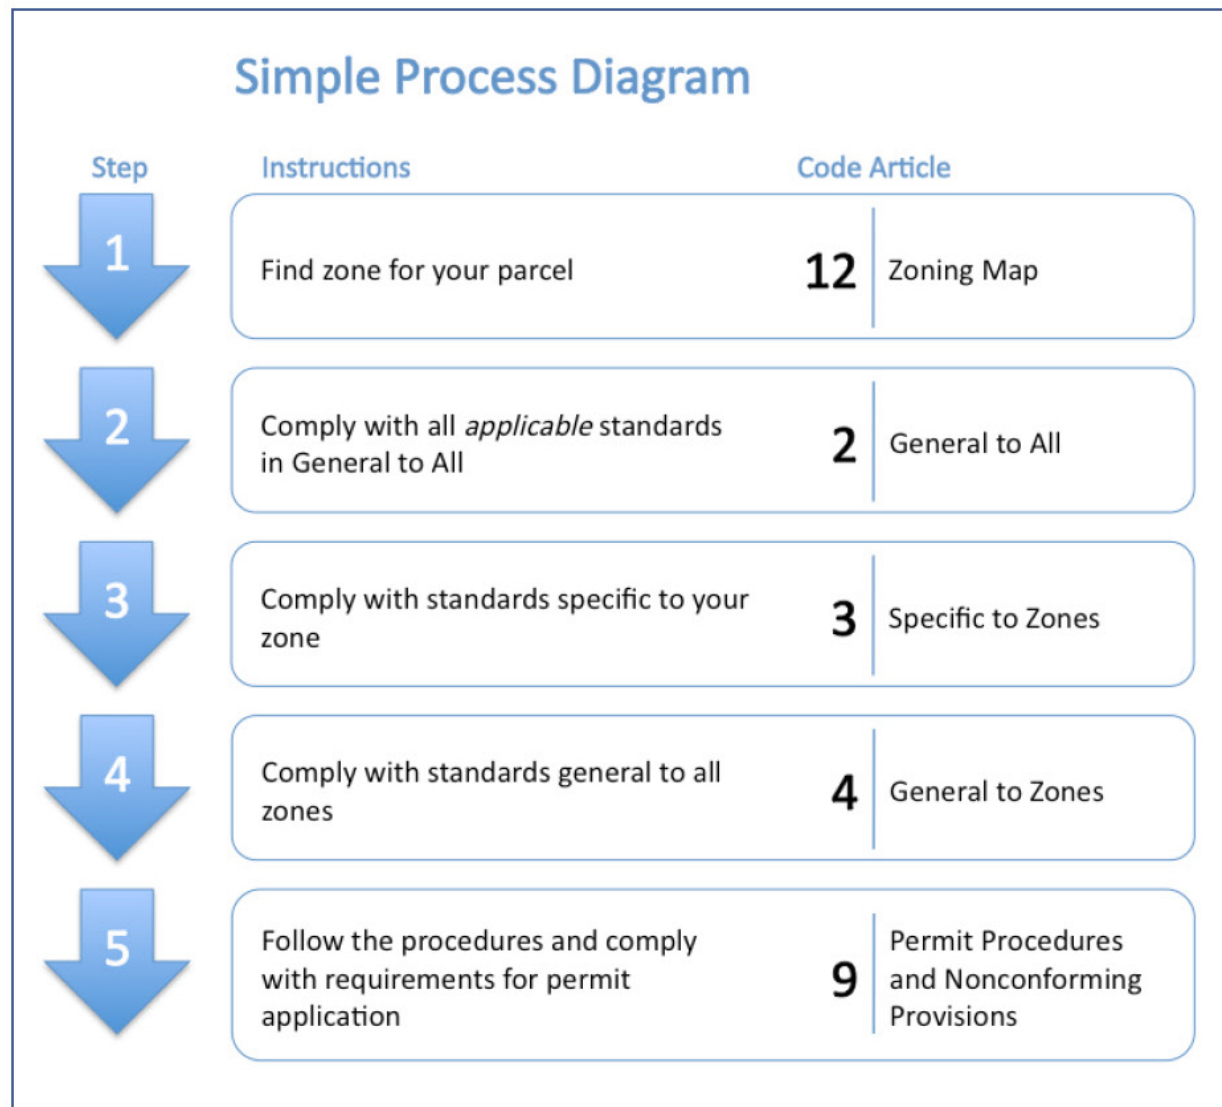 Simple Process Diagram
Step Instructions Code Article
1
Find zone for your parcel
12 Zoning Map
2
Comply with all applicable standards
in General to All
2 General to All
3
Comply with standards specific to your
zone
3 Specific to Zones
4
Comply with standards general to all
zones
4 General to Zones
5
Follow the procedures and comply
with requirements for permit
application
9
Permit Procedures
and Nonconforming
Provisions